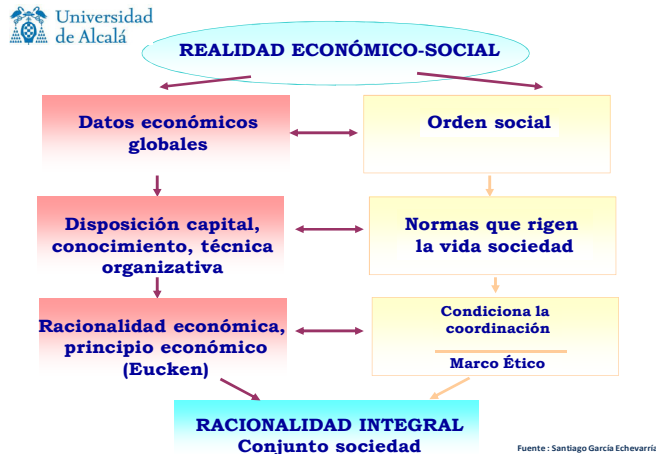 Universidad
de Alcalá
REALIDAD ECONÓMICO-SOCIAL
Datos económicos
globales
Orden social
Disposición capital,
conocimiento, técnica
organizativa
Normas que rigen
la vida sociedad
Racionalidad económica,
principio económico
(Eucken)
Condiciona la
coordinación
Marco Ético
RACIONALIDAD INTEGRAL
Conjunto sociedad
Fuente : Santiago García Echevarría